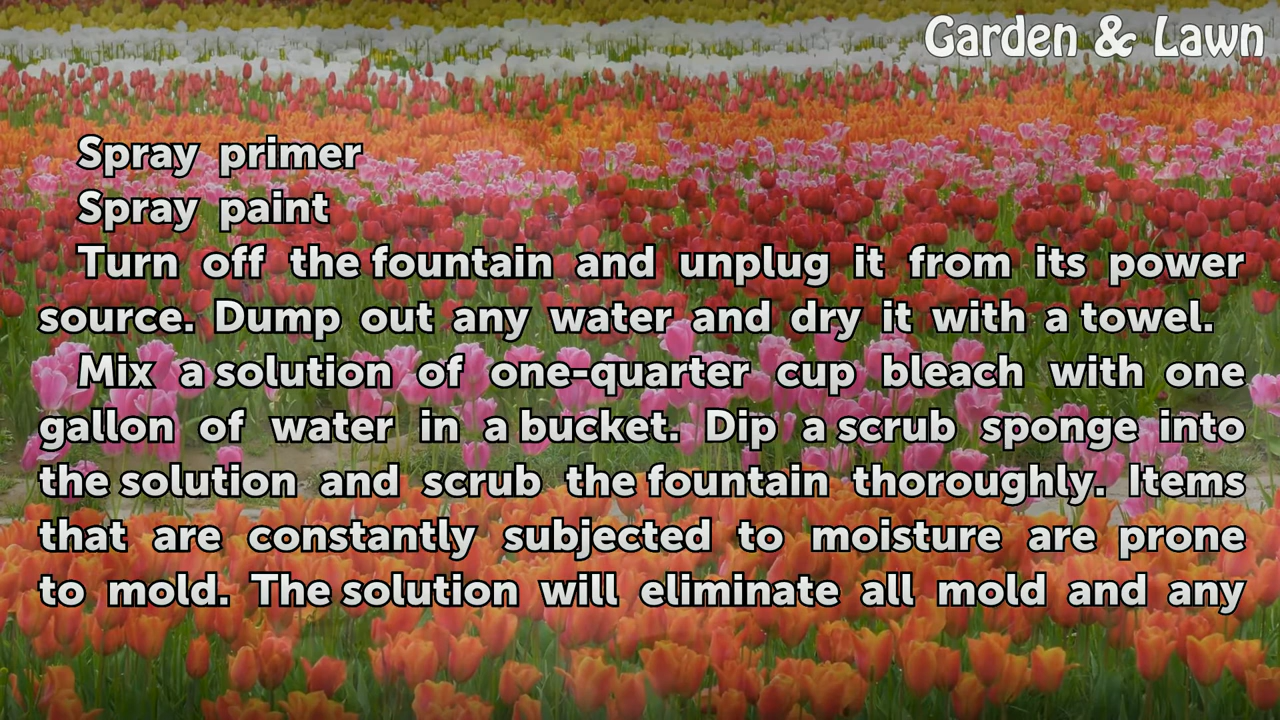 Garden & Lawn
Spray primer
Spray paint
Turn off the fountain and unplug it from its power
source. Dump out any water and dry it with a towel.
Mix a solution of one-quarter cup bleach with one
gallon of water in a bucket. Dip a scrub sponge into
the solution and scrub the fountain thoroughly. Items
that are constantly subjected to moisture are prone
to mold. The solution will eliminate all mold and any